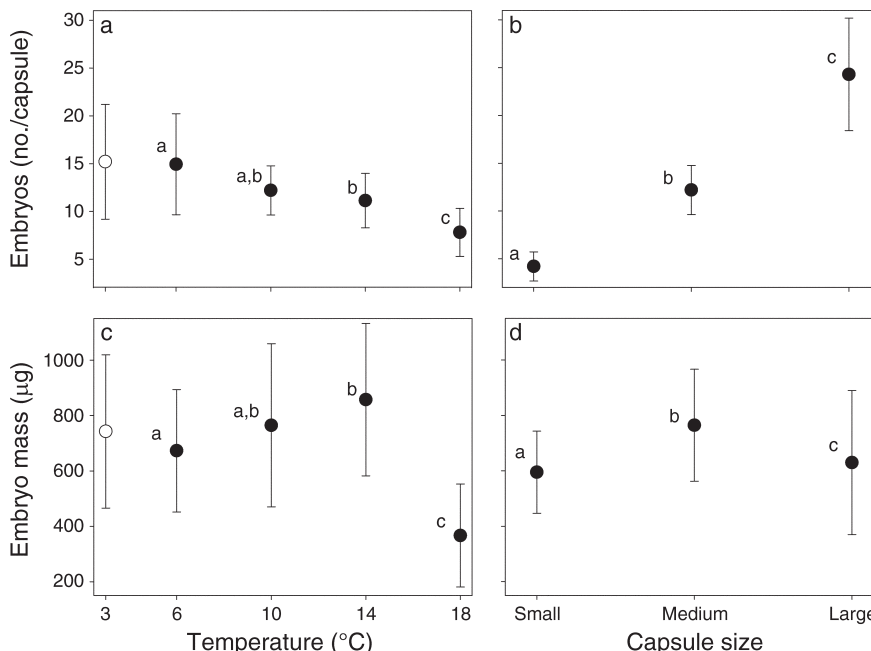 a
b
Embryos (no./capsule)
30
25
20
15
10
5
a
a,b
b
c
a
b
c
c
d
Embryo mass (μg)
1000
800
600
400
200
a
a,b
b
c
a
b
c
3 6 10 14 18
Small Medium Large
Temperature (°C)
Capsule size